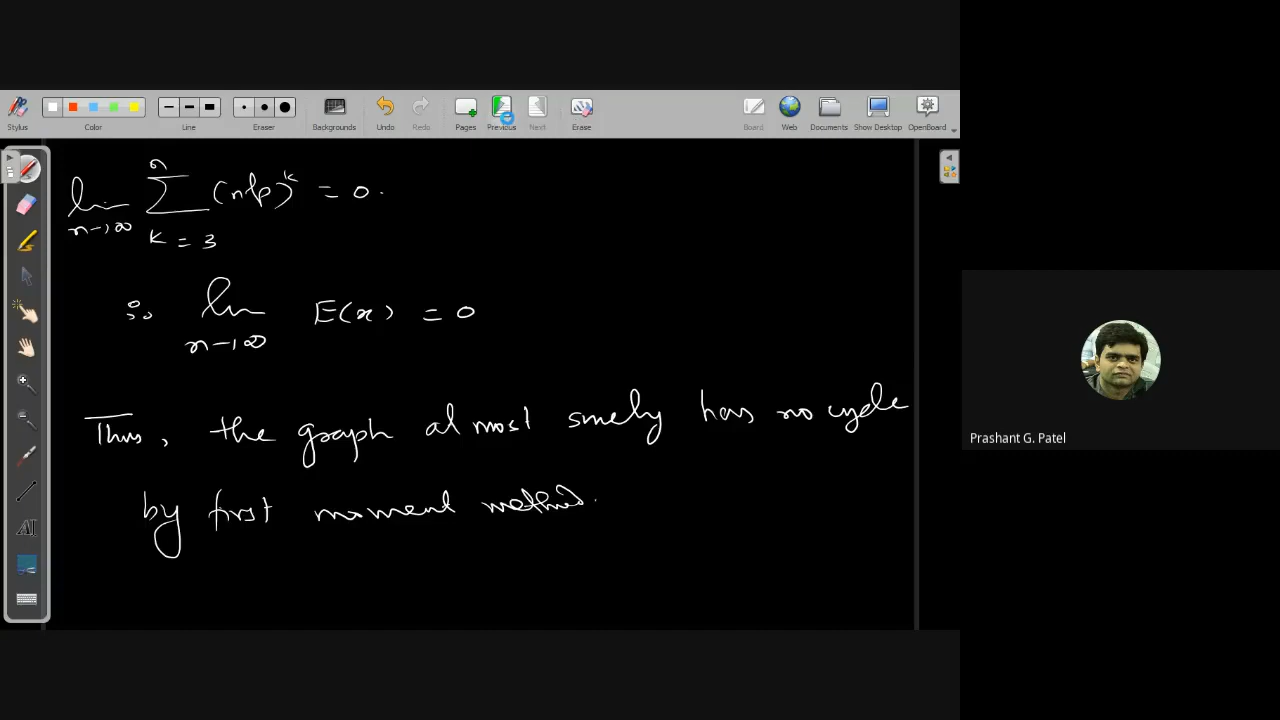 Stylus Color Line Eraser Backgrounds Undo Redo Pages Previous Next Erase Board Web Documents Show Desktop OpenBoard
lim n→∞ n Σ k = 3 (np)^k = 0.
∴ lim n→∞ E(x) = 0
Thus, the graph almost surely has no cycle
by first moment method.
Prashant G. Patel